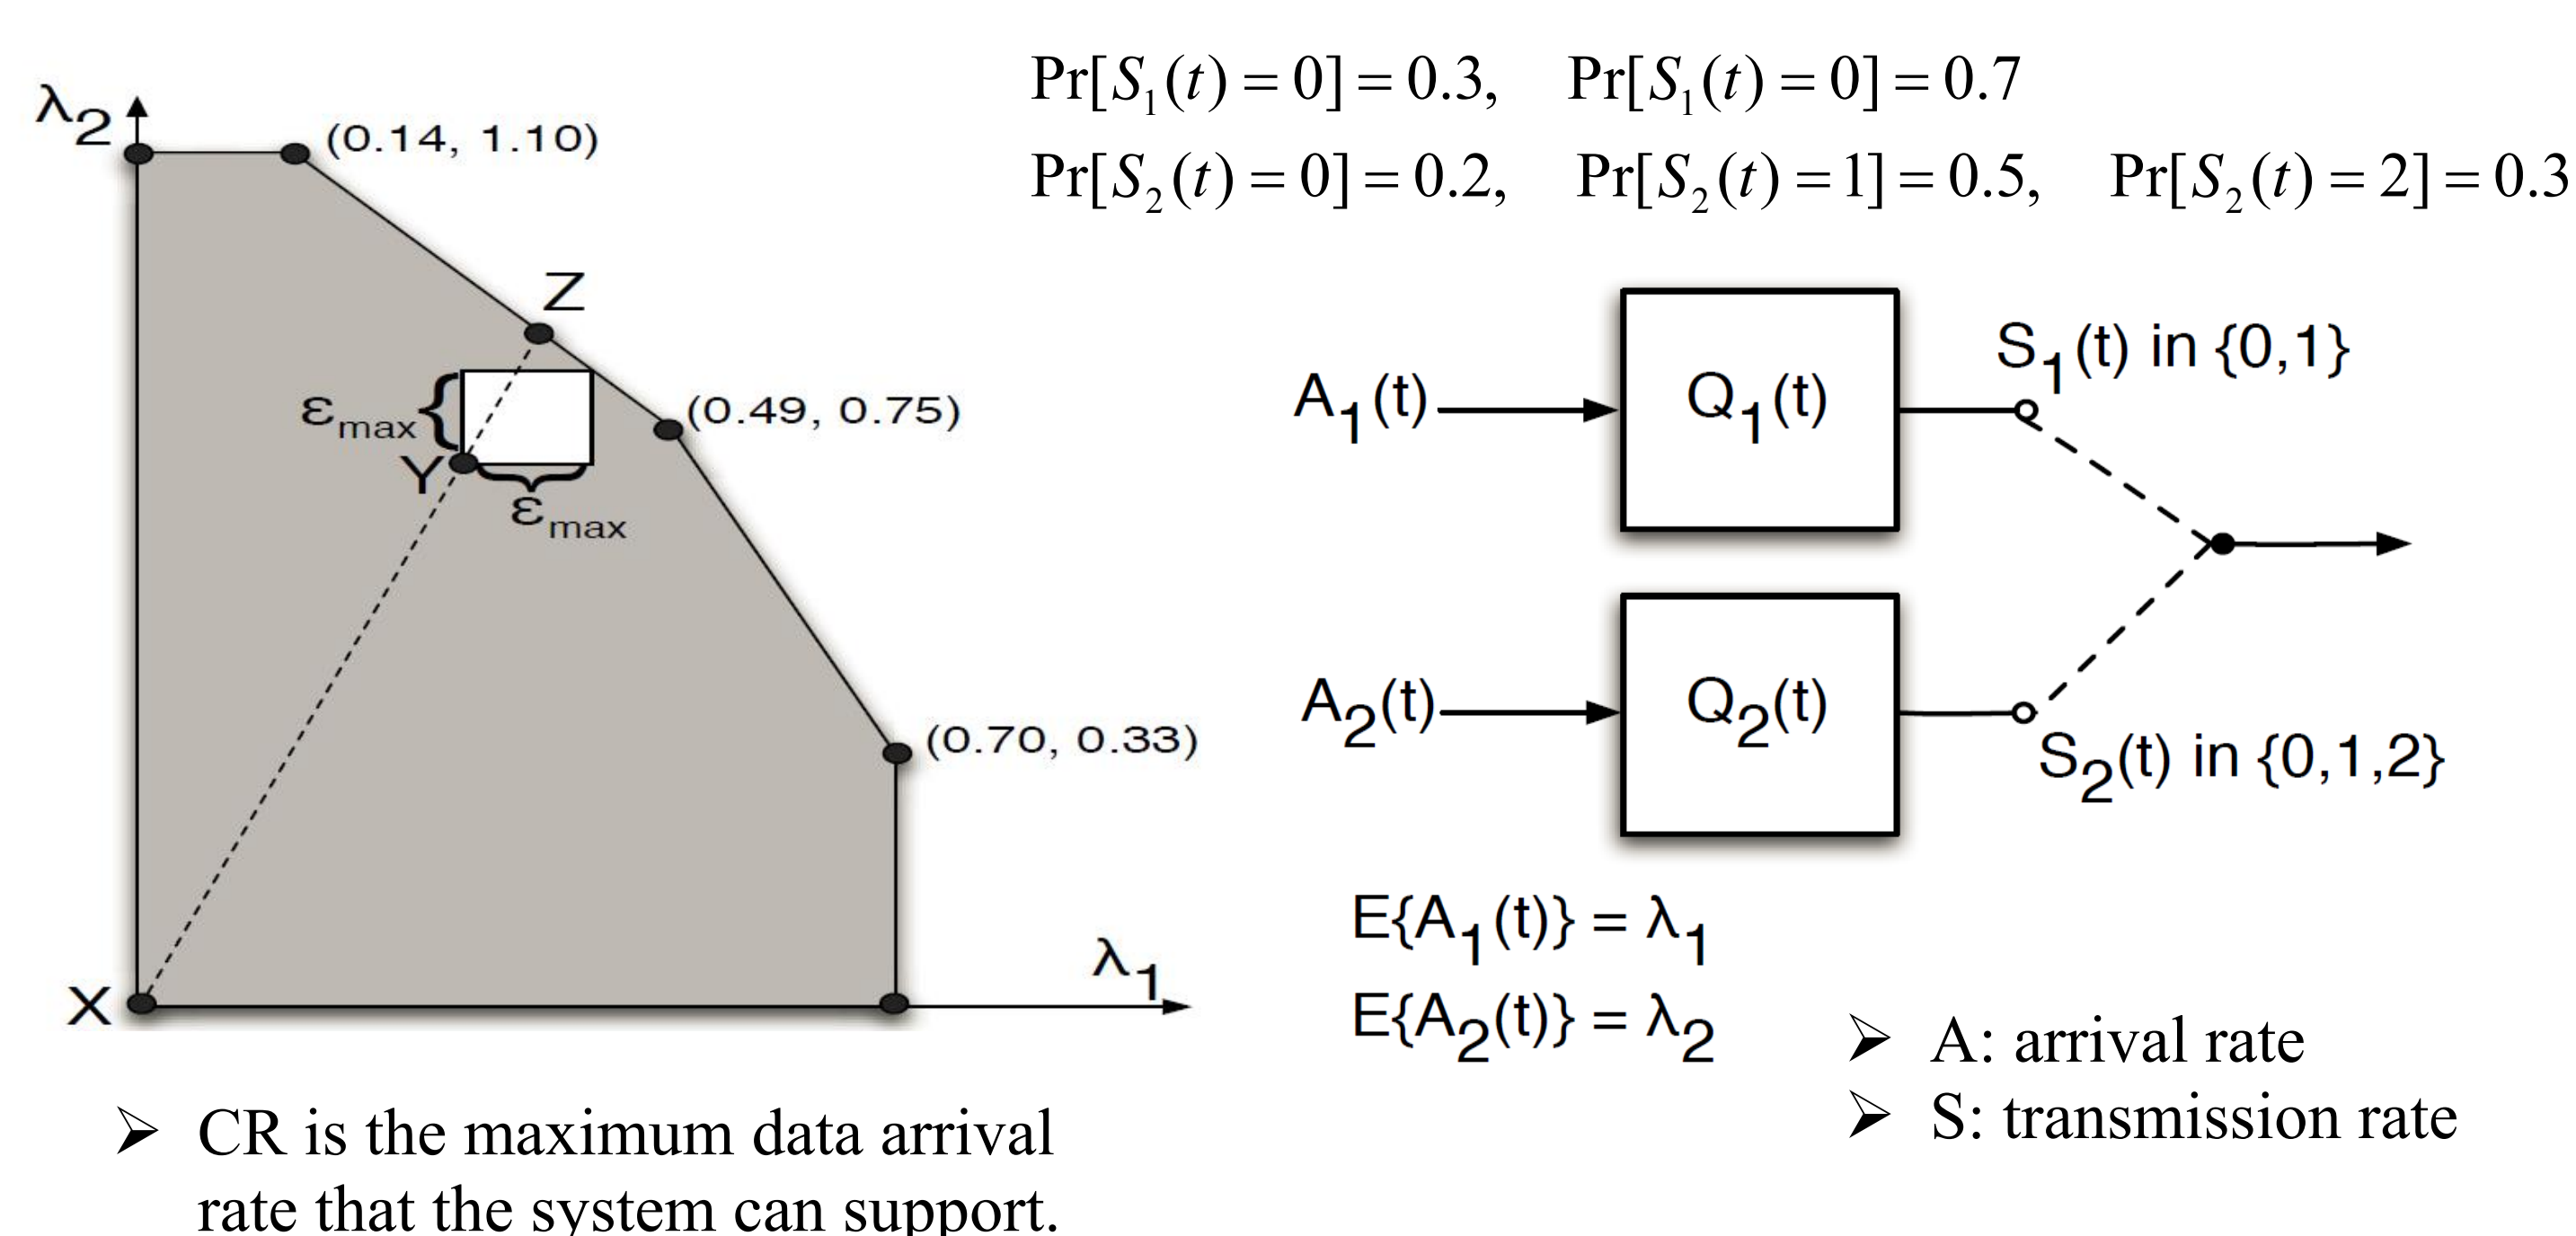 Pr[S₁(t) = 0] = 0.3, Pr[S₁(t) = 0] = 0.7
Pr[S₂(t) = 0] = 0.2, Pr[S₂(t) = 1] = 0.5, Pr[S₂(t) = 2] = 0.3
λ₂
(0.14, 1.10)
Z
εmax
(0.49, 0.75)
Y
εmax
(0.70, 0.33)
λ₁
X
S₁(t) in {0,1}
A₁(t)
Q₁(t)
A₂(t)
Q₂(t)
S₂(t) in {0,1,2}
E{A₁(t)} = λ₁
E{A₂(t)} = λ₂
➢ A: arrival rate
➢ S: transmission rate
➢ CR is the maximum data arrival
rate that the system can support.